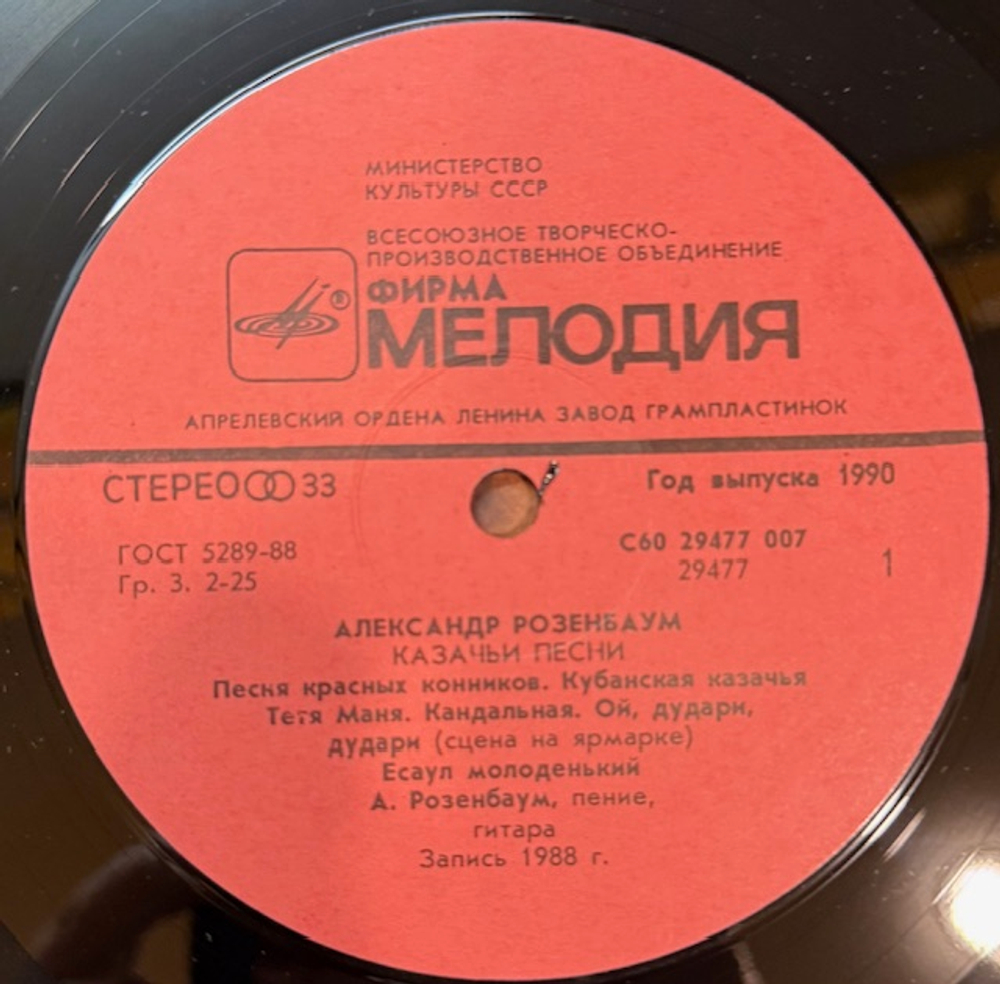 МИНИСТЕРСТВО
КУЛЬТУРЫ СССР
ВСЕСОЮЗНОЕ ТВОРЧЕСКО-
ПРОИЗВОДСТВЕННОЕ ОБЪЕДИНЕНИЕ
®
ФИРМА
МЕЛОДИЯ
АПРЕЛЕВСКИЙ ОРДЕНА ЛЕНИНА ЗАВОД ГРАМПЛАСТИНОК
СТЕРЕО 33
Год выпуска 1990
ГОСТ 5289-88
Гр. 3. 2-25
С60 29477 007
29477
1
АЛЕКСАНДР РОЗЕНБАУМ
КАЗАЧЬИ ПЕСНИ
Песня красных конников. Кубанская казачья
Тетя Маня. Кандальная. Ой, дудари,
дудари (сцена на ярмарке)
Есаул молоденький
А. Розенбаум, пение,
гитара
Запись 1988 г.